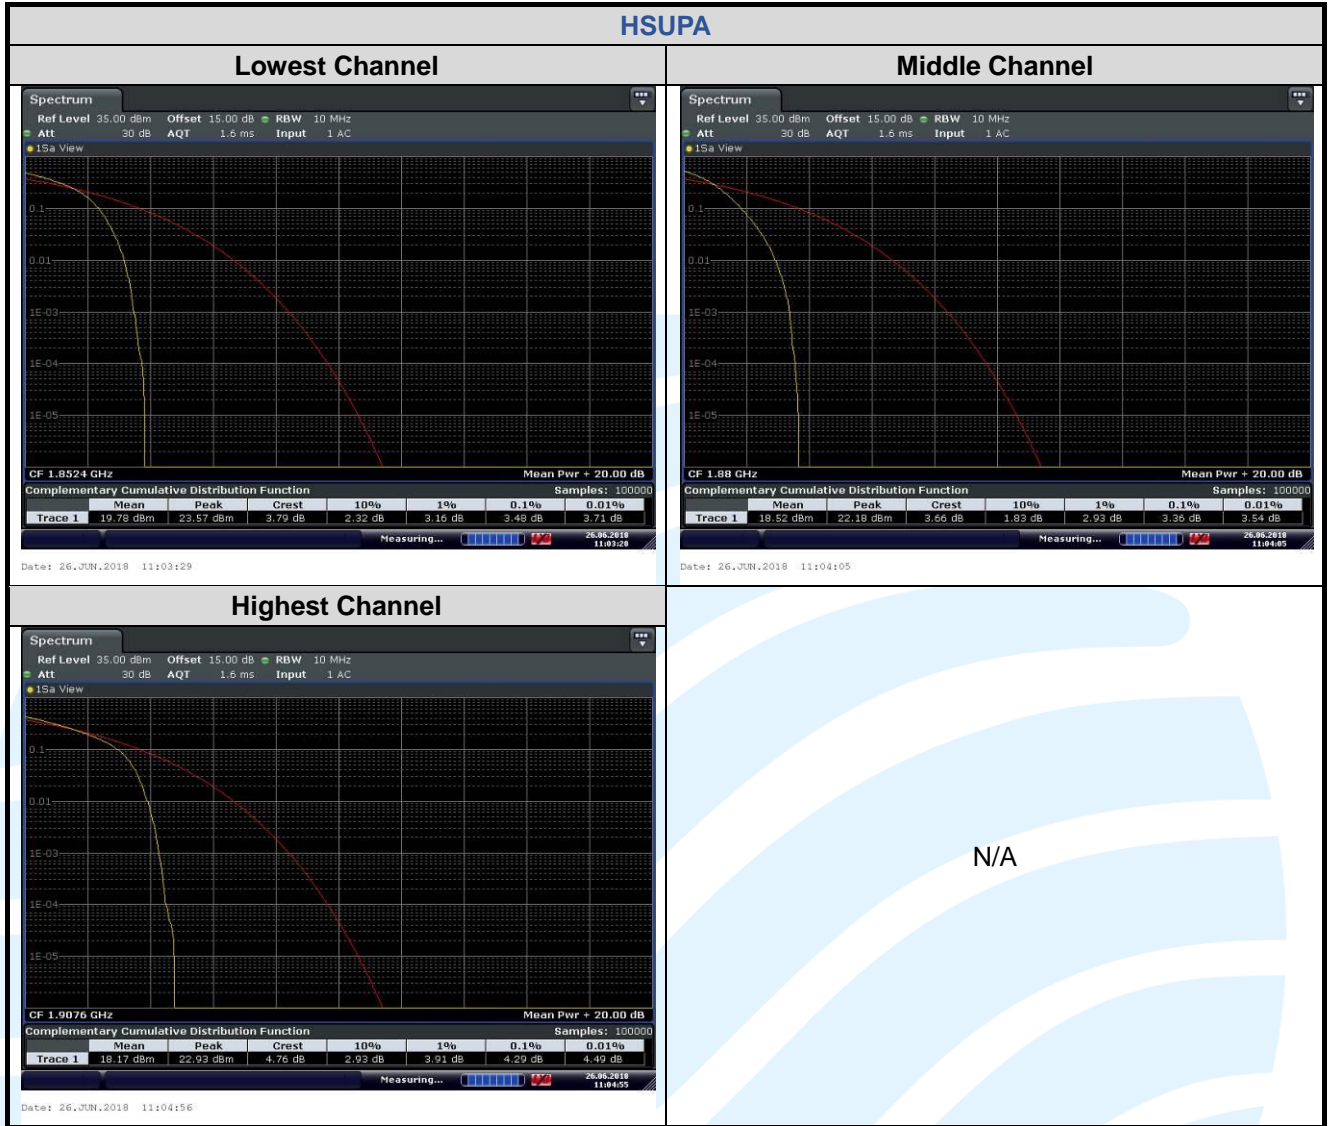 HSUPA
Lowest Channel
Middle Channel
Spectrum
Ref Level 35.00 dBm Offset 15.00 dB RBW 10 MHz
Att 30 dB AQT 1.6 ms Input 1 AC
1Sa View
0.1
0.01
1E-03
1E-04
1E-05
CF 1.8524 GHz Mean Pwr + 20.00 dB
Complementary Cumulative Distribution Function Samples: 100000
Mean Peak Crest 10% 1% 0.1% 0.01%
Trace 1 19.78 dBm 23.57 dBm 3.79 dB 2.32 dB 3.16 dB 3.48 dB 3.71 dB
Measuring... 26.06.2018
11:03:28
Date: 26.JUN.2018 11:03:29
Spectrum
Ref Level 35.00 dBm Offset 15.00 dB RBW 10 MHz
Att 30 dB AQT 1.6 ms Input 1 AC
1Sa View
0.1
0.01
1E-03
1E-04
1E-05
CF 1.88 GHz Mean Pwr + 20.00 dB
Complementary Cumulative Distribution Function Samples: 100000
Mean Peak Crest 10% 1% 0.1% 0.01%
Trace 1 18.52 dBm 22.18 dBm 3.66 dB 1.83 dB 2.93 dB 3.36 dB 3.54 dB
Measuring... 26.06.2018
11:04:05
Date: 26.JUN.2018 11:04:05
Highest Channel
Spectrum
Ref Level 35.00 dBm Offset 15.00 dB RBW 10 MHz
Att 30 dB AQT 1.6 ms Input 1 AC
1Sa View
0.1
0.01
1E-03
1E-04
1E-05
CF 1.9076 GHz Mean Pwr + 20.00 dB
Complementary Cumulative Distribution Function Samples: 100000
Mean Peak Crest 10% 1% 0.1% 0.01%
Trace 1 18.17 dBm 22.93 dBm 4.76 dB 2.93 dB 3.91 dB 4.29 dB 4.49 dB
Measuring... 26.06.2018
11:04:55
Date: 26.JUN.2018 11:04:56
N/A